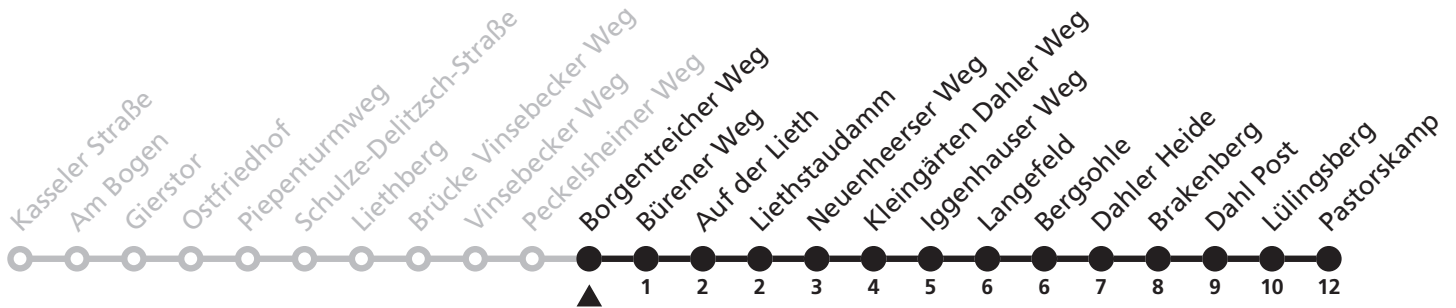 Kasseler Straße
Am Bogen
Gierstor
Ostfriedhof
Piepenturmweg
Schulze-Delitzsch-Straße
Liethberg
Brücke Vinsebecker Weg
Vinsebecker Weg
Peckelsheimer Weg
Borgentreicher Weg
Bürener Weg
Auf der Lieth
Liethstaudamm
Neuenheerser Weg
Kleingärten Dahler Weg
Iggenhauser Weg
Langefeld
Bergsohle
Dahler Heide
Brakenberg
Dahl Post
Lülingsberg
Pastorskamp
1 2 2 3 4 5 6 6 7 8 9 10 12